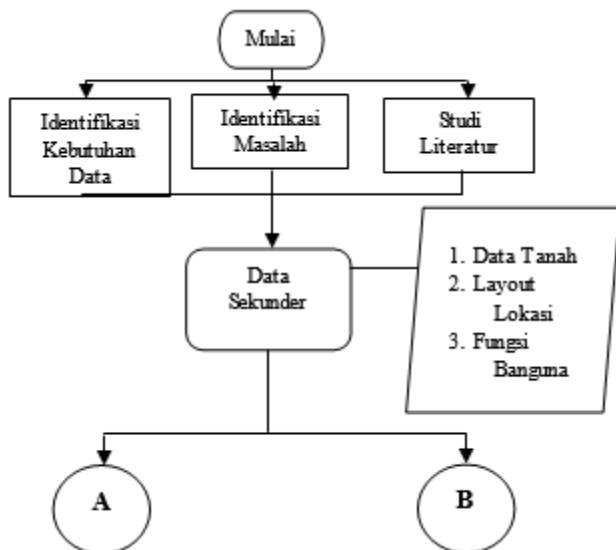 Mulai
Identifikasi
Kebutuhan
Data
Identifikasi
Masalah
Studi
Literatur
Data
Sekunder
1. Data Tanah
2. Layout
Lokasi
3. Fungsi
Banguna
A
B